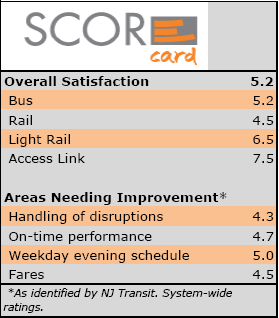 SCORE
card
Overall Satisfaction 5.2
Bus 5.2
Rail 4.5
Light Rail 6.5
Access Link 7.5
Areas Needing Improvement*
Handling of disruptions 4.3
On-time performance 4.7
Weekday evening schedule 5.0
Fares 4.5
*As identified by NJ Transit. System-wide
ratings.